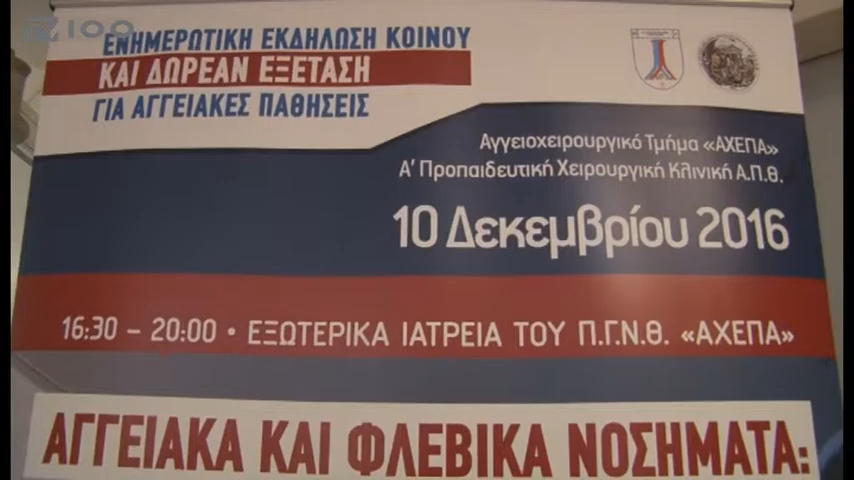 100
ΕΝΗΜΕΡΩΤΙΚΗ ΕΚΔΗΛΩΣΗ ΚΟΙΝΟΥ
ΚΑΙ ΔΩΡΕΑΝ ΕΞΕΤΑΣΗ
ΓΙΑ ΑΓΓΕΙΑΚΕΣ ΠΑΘΗΣΕΙΣ
Αγγειοχειρουργικό Τμήμα «ΑΧΕΠΑ»
Α' Προπαιδευτική Χειρουργική Κλινική Α.Π.Θ.
10 Δεκεμβρίου 2016
16:30 – 20:00 • ΕΞΩΤΕΡΙΚΑ ΙΑΤΡΕΙΑ ΤΟΥ Π.Γ.Ν.Θ. «ΑΧΕΠΑ»
ΑΓΓΕΙΑΚΑ ΚΑΙ ΦΛΕΒΙΚΑ ΝΟΣΗΜΑΤΑ: